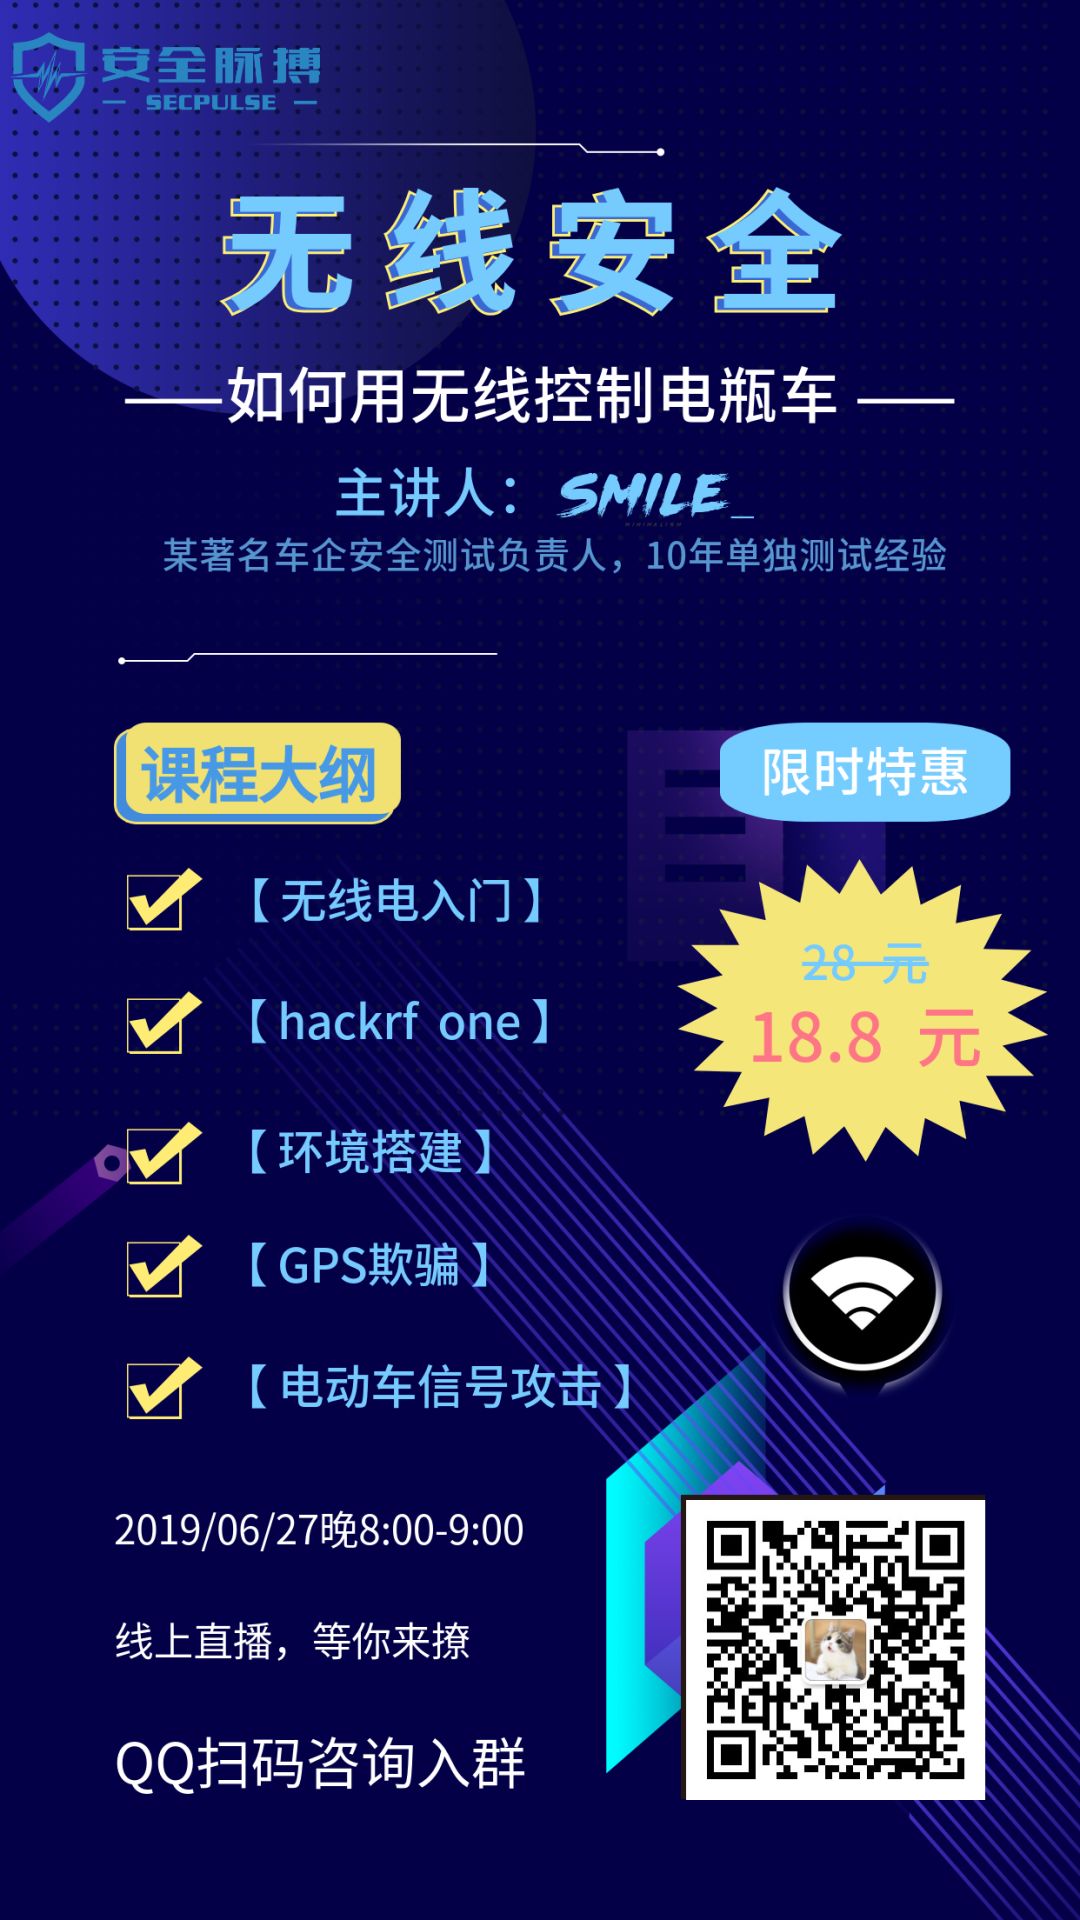 安全脉搏
SECPULSE
无线安全
——如何用无线控制电瓶车——
主讲人：SMILE_
MINIMALISM
某著名车企安全测试负责人，10年单独测试经验
课程大纲
限时特惠
【无线电入门】
28 元
18.8 元
【hackrf one】
【环境搭建】
【GPS欺骗】
【电动车信号攻击】
2019/06/27晚8:00-9:00
线上直播，等你来撩
QQ扫码咨询入群